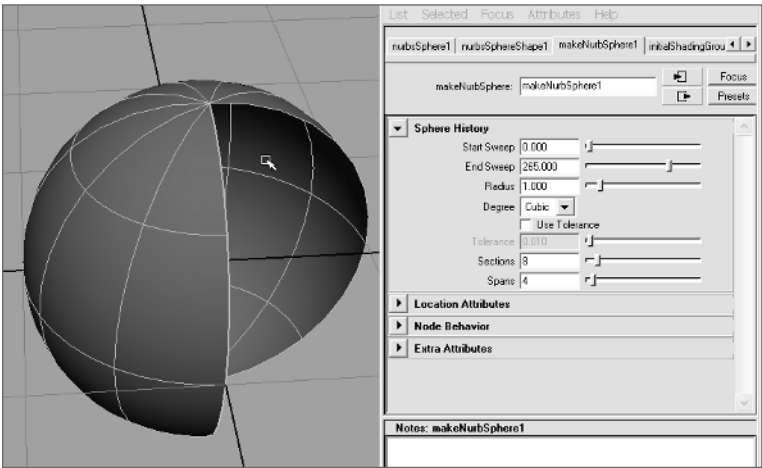 List Selected Focus Attributes Help
nurbsSphere1 nurbsSphereShape1 makeNurbSphere1 initialShadingGrou
makeNurbSphere: makeNurbSphere1 Focus
Presets
Sphere History
Start Sweep 0.000
End Sweep 265.000
Radius 1.000
Degree Cubic
Use Tolerance
Tolerance 0.010
Sections 8
Spans 4
Location Attributes
Node Behavior
Extra Attributes
Notes: makeNurbSphere1